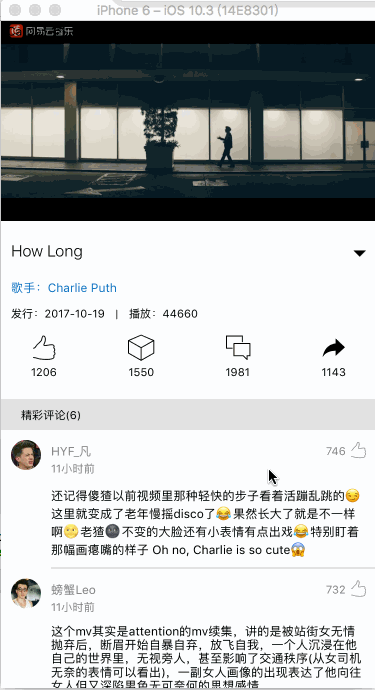 iPhone 6 – iOS 10.3 (14E8301)
网易云音乐
How Long
歌手：Charlie Puth
发行：2017-10-19 | 播放：44660
1206 1550 1981 1143
精彩评论(6)
HYF_凡 746
11小时前
还记得傻猹以前视频里那种轻快的步子看着活蹦乱跳的😏
这里就变成了老年慢摇disco了😂果然长大了就是不一样
啊🌝老猹🌚不变的大脸还有小表情有点出戏😂特别盯着
那幅画瘪嘴的样子 Oh no, Charlie is so cute😱
螃蟹Leo 732
11小时前
这个mv其实是attention的mv续集，讲的是被站街女无情
抛弃后，断眉开始自暴自弃，放飞自我，一个人沉浸在他
自己的世界里，无视旁人，甚至影响了交通秩序(从女司机
无奈的表情可以看出)，一副女人画像的出现表达了他向往
女人但又深陷黑色无可奈何的思想感情